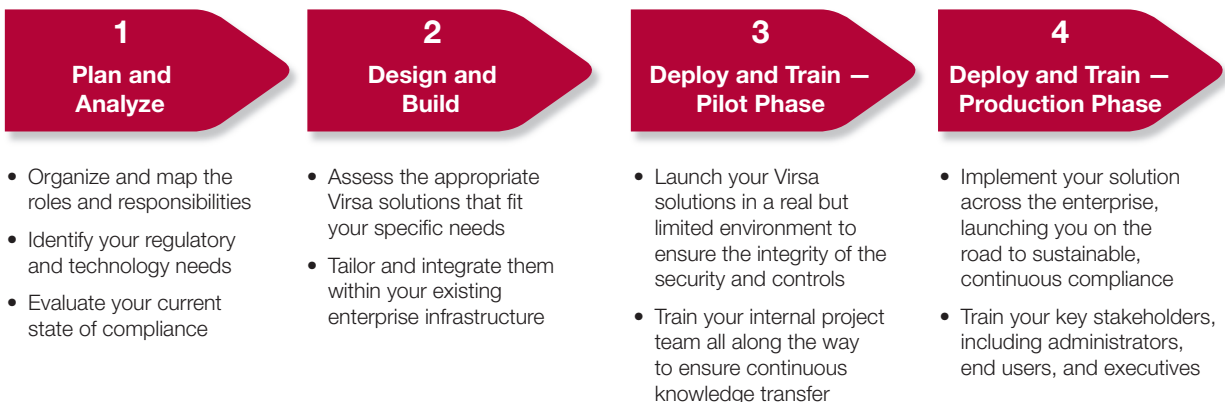 1
Plan and
Analyze
• Organize and map the
roles and responsibilities
• Identify your regulatory
and technology needs
• Evaluate your current
state of compliance
2
Design and
Build
• Assess the appropriate
Virsa solutions that fit
your specific needs
• Tailor and integrate them
within your existing
enterprise infrastructure
3
Deploy and Train —
Pilot Phase
• Launch your Virsa
solutions in a real but
limited environment to
ensure the integrity of the
security and controls
• Train your internal project
team all along the way
to ensure continuous
knowledge transfer
4
Deploy and Train —
Production Phase
• Implement your solution
across the enterprise,
launching you on the
road to sustainable,
continuous compliance
• Train your key stakeholders,
including administrators,
end users, and executives